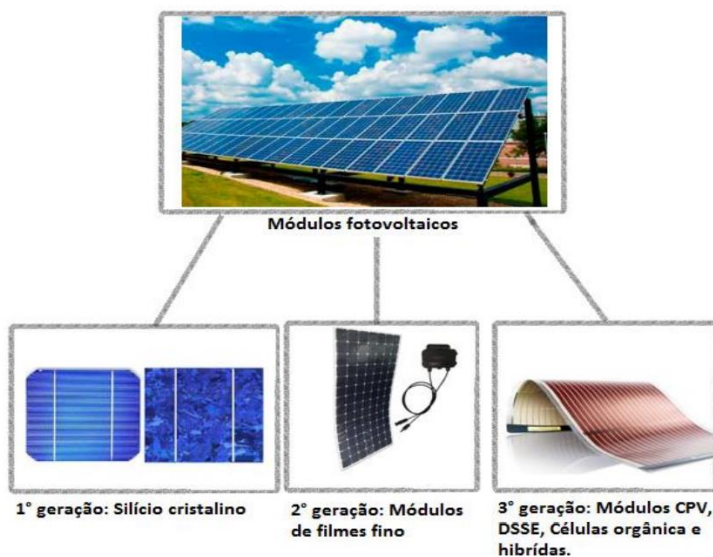 Módulos fotovoltaicos
1° geração: Silício cristalino
2° geração: Módulos
de filmes fino
3° geração: Módulos CPV,
DSSE, Células orgânica e
hibrídas.